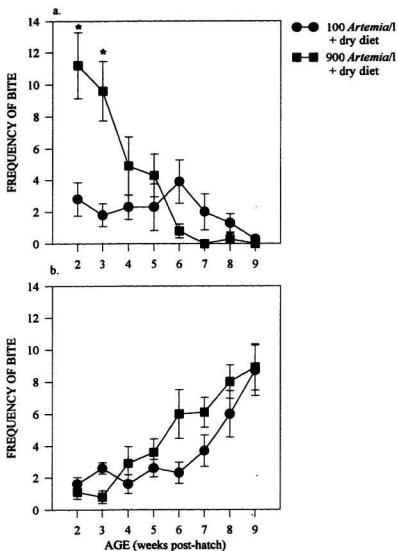 a.
100 Artemia/l
+ dry diet
900 Artemia/l
+ dry diet
FREQUENCY OF BITE
14
12
10
8
6
4
2
0
* *
2 3 4 5 6 7 8 9
b.
FREQUENCY OF BITE
14
12
10
8
6
4
2
0
2 3 4 5 6 7 8 9
AGE (weeks post-hatch)